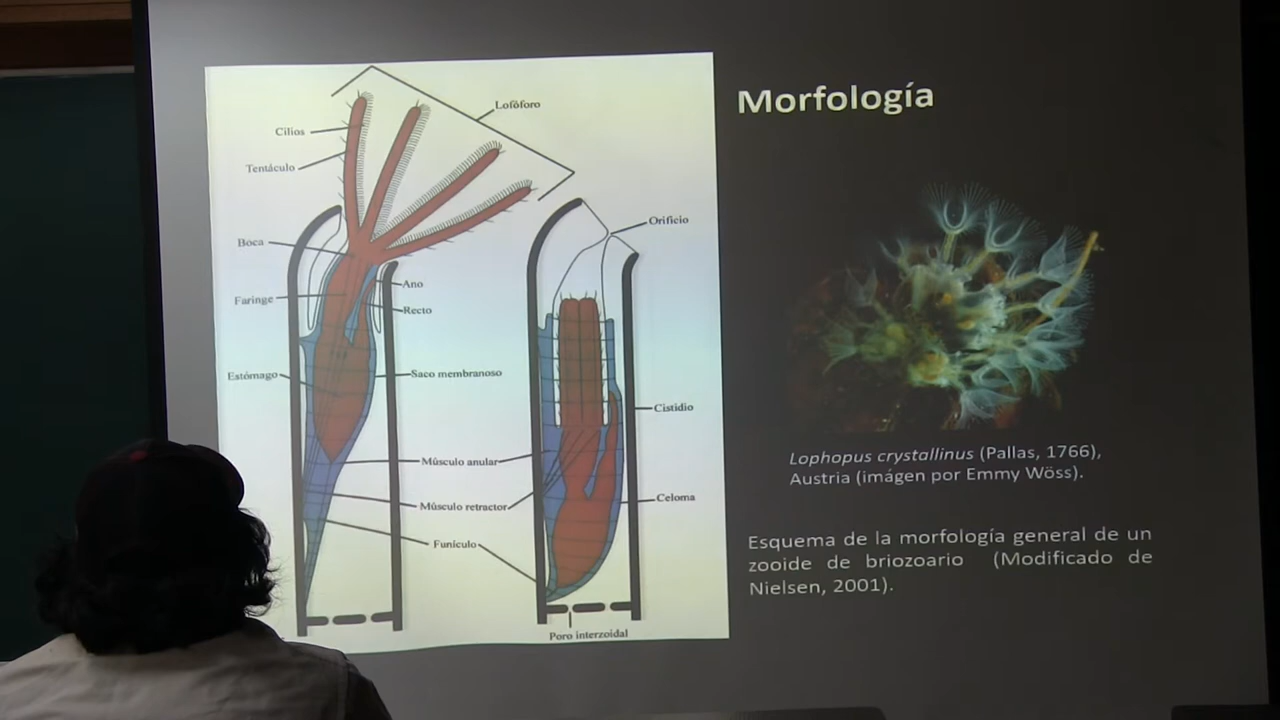 Morfología
Lofóforo
Cilios
Tentáculo
Boca
Ano
Faringe
Recto
Estómago
Saco membranoso
Músculo anular
Músculo retractor
Funículo
Orificio
Cistidio
Celoma
Poro interzoidal
Lophopus crystallinus (Pallas, 1766),
Austria (imágen por Emmy Wöss).
Esquema de la morfología general de un
zooide de briozoario (Modificado de
Nielsen, 2001).